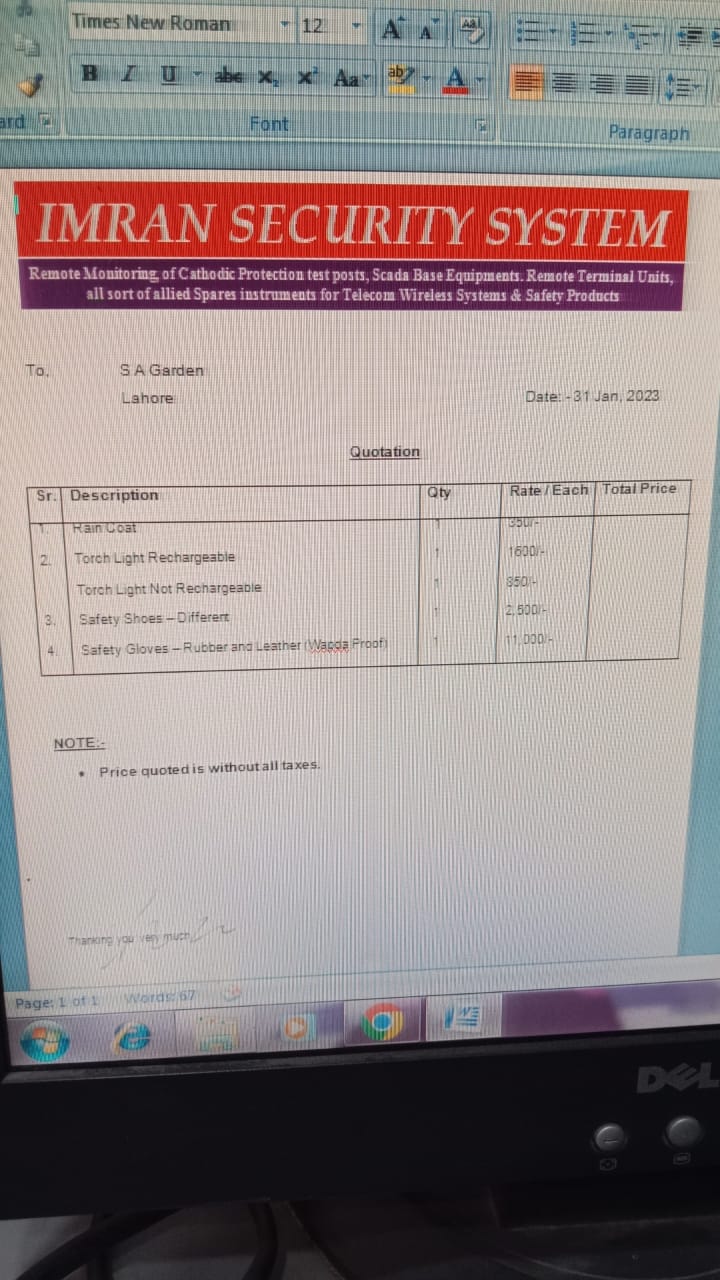 Times New Roman 12 A A Aa
B I U abc X₂ X² Aa ab A
ard Font Paragraph
IMRAN SECURITY SYSTEM
Remote Monitoring of Cathodic Protection test posts, Scada Base Equipments. Remote Terminal Units,
all sort of allied Spares instruments for Telecom Wireless Systems & Safety Products
To, S A Garden
Lahore Date: - 31 Jan, 2023
Quotation
Sr. Description Qty Rate / Each Total Price
1. Rain Coat 1 350/-
2. Torch Light Rechargeable 1 1600/-
Torch Light Not Rechargeable 1 850/-
3. Safety Shoes – Different 1 2,500/-
4. Safety Gloves – Rubber and Leather (Wapda Proof) 1 11,000/-
NOTE:-
• Price quoted is without all taxes.
Thanking you very much
Page: 1 of 1 Words: 67
W
DELL